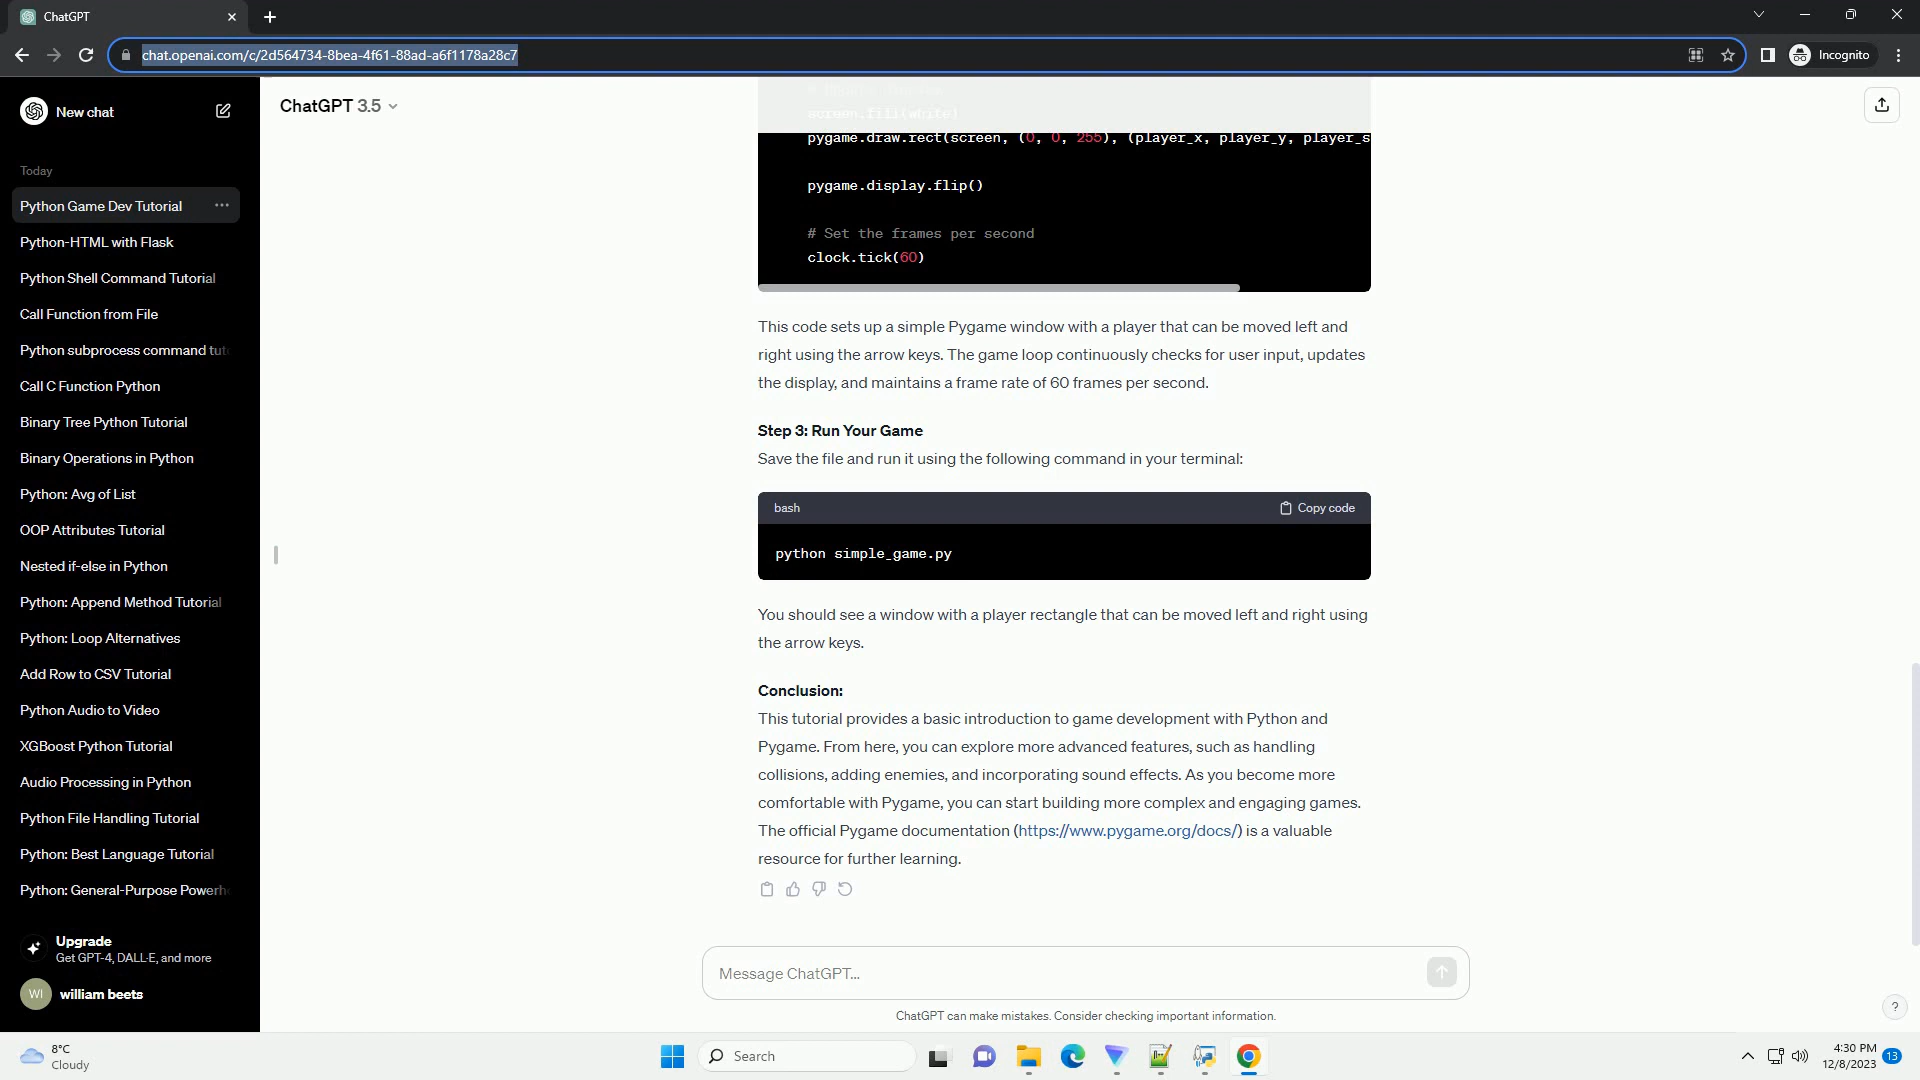 ChatGPT
chat.openai.com/c/2d564734-8bea-4f61-88ad-a6f1178a28c7
Incognito
New chat
Today
Python Game Dev Tutorial
Python-HTML with Flask
Python Shell Command Tutorial
Call Function from File
Python subprocess command tut
Call C Function Python
Binary Tree Python Tutorial
Binary Operations in Python
Python: Avg of List
OOP Attributes Tutorial
Nested if-else in Python
Python: Append Method Tutorial
Python: Loop Alternatives
Add Row to CSV Tutorial
Python Audio to Video
XGBoost Python Tutorial
Audio Processing in Python
Python File Handling Tutorial
Python: Best Language Tutorial
Python: General-Purpose Powerh
Upgrade
Get GPT-4, DALL·E, and more
WI
william beets
ChatGPT 3.5
screen.fill(white)
pygame.draw.rect(screen, (0, 0, 255), (player_x, player_y, player_s
pygame.display.flip()
# Set the frames per second
clock.tick(60)
This code sets up a simple Pygame window with a player that can be moved left and
right using the arrow keys. The game loop continuously checks for user input, updates
the display, and maintains a frame rate of 60 frames per second.
Step 3: Run Your Game
Save the file and run it using the following command in your terminal:
bash
Copy code
python simple_game.py
You should see a window with a player rectangle that can be moved left and right using
the arrow keys.
Conclusion:
This tutorial provides a basic introduction to game development with Python and
Pygame. From here, you can explore more advanced features, such as handling
collisions, adding enemies, and incorporating sound effects. As you become more
comfortable with Pygame, you can start building more complex and engaging games.
The official Pygame documentation (https://www.pygame.org/docs/) is a valuable
resource for further learning.
Message ChatGPT...
ChatGPT can make mistakes. Consider checking important information.
?
8°C
Cloudy
Search
4:30 PM
12/8/2023
13